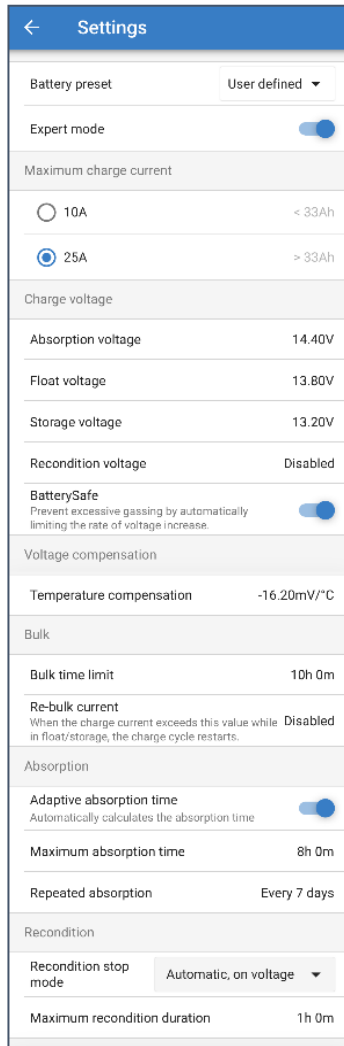 Settings
Battery preset User defined
Expert mode
Maximum charge current
10A < 33Ah
25A > 33Ah
Charge voltage
Absorption voltage 14.40V
Float voltage 13.80V
Storage voltage 13.20V
Recondition voltage Disabled
BatterySafe
Prevent excessive gassing by automatically
limiting the rate of voltage increase.
Voltage compensation
Temperature compensation -16.20mV/°C
Bulk
Bulk time limit 10h 0m
Re-bulk current
When the charge current exceeds this value while Disabled
in float/storage, the charge cycle restarts.
Absorption
Adaptive absorption time
Automatically calculates the absorption time
Maximum absorption time 8h 0m
Repeated absorption Every 7 days
Recondition
Recondition stop
mode Automatic, on voltage
Maximum recondition duration 1h 0m